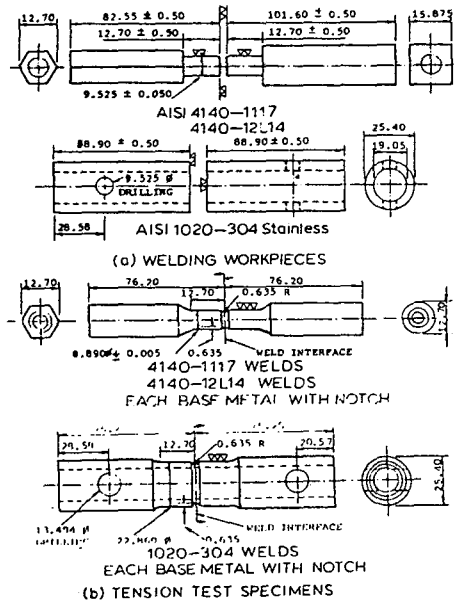 12.70 82.55 ± 0.50 101.60 ± 0.50 15.875
12.70 ± 0.50 12.70 ± 0.50
9.525 ± 0.050
AISI 4140-1117
4140-12L14
88.90 ± 0.50 88.90 ± 0.50 25.40
19.05
9.525 Ø
DRILLING
28.58
AISI 1020-304 Stainless
(a) WELDING WORKPIECES
12.70 76.20 76.20
12.70 0.635 R
12.70
0.635 WELD INTERFACE
4140-1117 WELDS
4140-12L14 WELDS
EACH BASE METAL WITH NOTCH
12.70 0.635 R 20.57
25.40
WELD INTERFACE
1020-304 WELDS
EACH BASE METAL WITH NOTCH
(b) TENSION TEST SPECIMENS